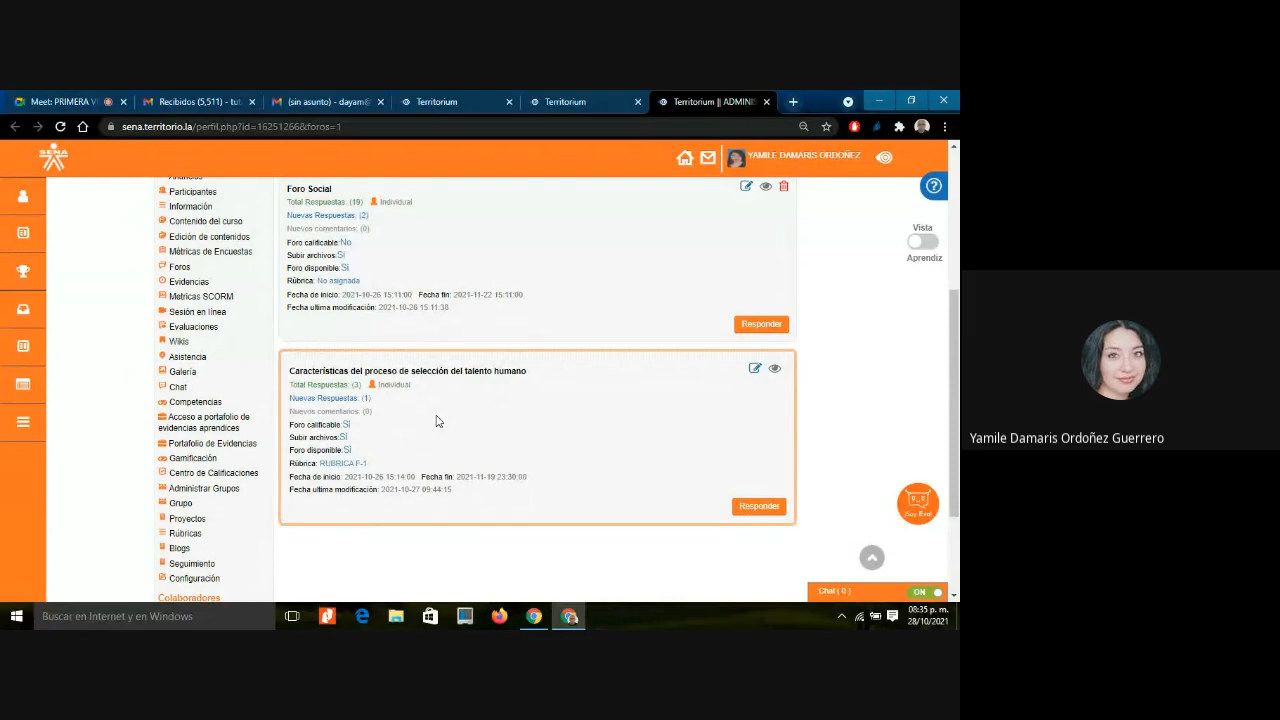 Meet: PRIMERA V
Recibidos (5,511) - tut
(sin asunto) - dayam@
Territorium
Territorium
Territorium || ADMINIS
sena.territorio.la/perfil.php?id=16251266&foros=1
SENA
YAMILE DAMARIS ORDOÑEZ
Vista
Aprendiz
Anuncios
Participantes
Información
Contenido del curso
Edición de contenidos
Métricas de Encuestas
Foros
Evidencias
Metricas SCORM
Sesión en línea
Evaluaciones
Wikis
Asistencia
Galería
Chat
Competencias
Acceso a portafolio de
evidencias aprendices
Portafolio de Evidencias
Gamificación
Centro de Calificaciones
Administrar Grupos
Grupo
Proyectos
Rúbricas
Blogs
Seguimiento
Configuración
Colaboradores
Foro Social
Total Respuestas: (19) Individual
Nuevas Respuestas: (2)
Nuevos comentarios: (0)
Foro calificable:No
Subir archivos:Si
Foro disponible:Si
Rúbrica: No asignada
Fecha de inicio: 2021-10-26 15:11:00 Fecha fin: 2021-11-22 15:11:00
Fecha ultima modificación: 2021-10-26 15:11:38
Responder
Características del proceso de selección del talento humano
Total Respuestas: (3) Individual
Nuevas Respuestas: (1)
Nuevos comentarios: (0)
Foro calificable:Si
Subir archivos:Si
Foro disponible:Si
Rúbrica: RUBRICA F-1
Fecha de inicio: 2021-10-26 15:14:00 Fecha fin: 2021-11-19 23:30:00
Fecha ultima modificación: 2021-10-27 09:44:15
Responder
¡Soy Eva!
Chat ( 0 )
ON
Buscar en Internet y en Windows
08:35 p. m.
28/10/2021
Yamile Damaris Ordoñez Guerrero